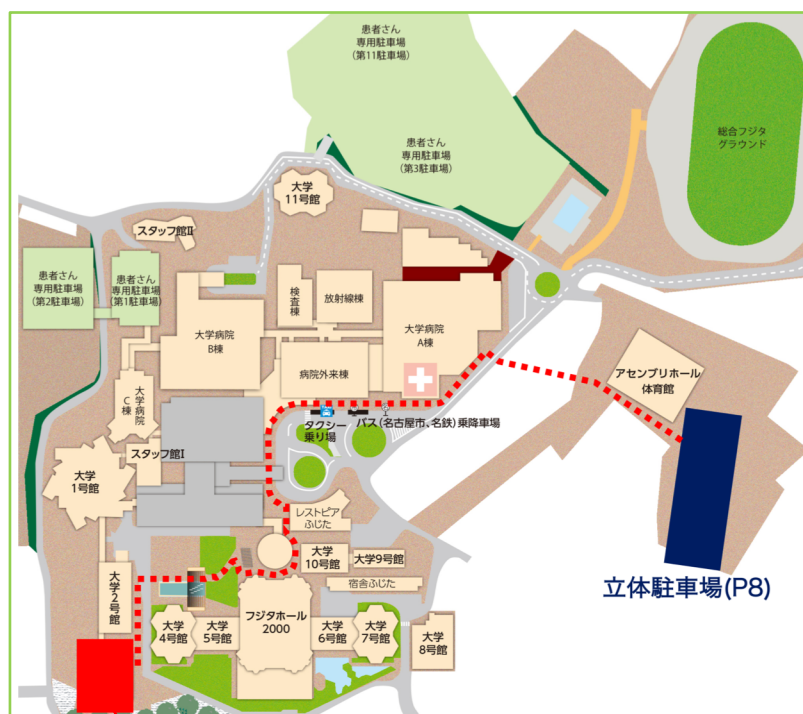 患者さん
専用駐車場
(第11駐車場)
患者さん
専用駐車場
(第3駐車場)
総合フジタ
グラウンド
大学
11号館
スタッフ館II
患者さん
専用駐車場
(第2駐車場)
患者さん
専用駐車場
(第1駐車場)
検査棟
放射線棟
大学病院
B棟
大学病院
A棟
病院外来棟
アセンブリホール
体育館
大学病院
C棟
タクシー
乗り場
バス(名古屋市、名鉄)乗降車場
スタッフ館I
大学
1号館
レストピア
ふじた
大学
10号館
大学9号館
宿舎ふじた
大学2号館
立体駐車場(P8)
大学
4号館
大学
5号館
フジタホール
2000
大学
6号館
大学
7号館
大学
8号館